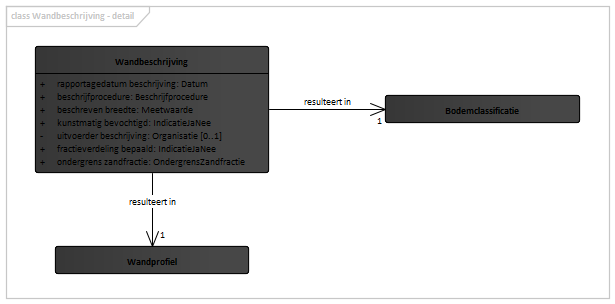 class Wandbeschrijving - detail
Wandbeschrijving
+ rapportagedatum beschrijving: Datum
+ beschrijfprocedure: Beschrijfprocedure
+ beschreven breedte: Meetwaarde
+ kunstmatig bevochtigd: IndicatieJaNee
- uitvoerder beschrijving: Organisatie [0..1]
+ fractieverdeling bepaald: IndicatieJaNee
+ ondergrens zandfractie: OndergrensZandfractie
resulteert in
1
Bodemclassificatie
resulteert in
1
Wandprofiel